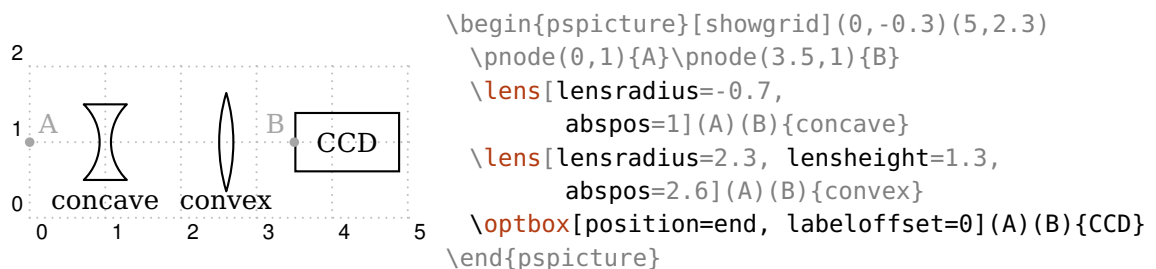 2
1
0
A
B
CCD
concave convex
0 1 2 3 4 5
\begin{pspicture}[showgrid](0,-0.3)(5,2.3)
\pnode(0,1){A}\pnode(3.5,1){B}
\lens[lensradius=-0.7,
abspos=1](A)(B){concave}
\lens[lensradius=2.3, lensheight=1.3,
abspos=2.6](A)(B){convex}
\optbox[position=end, labeloffset=0](A)(B){CCD}
\end{pspicture}